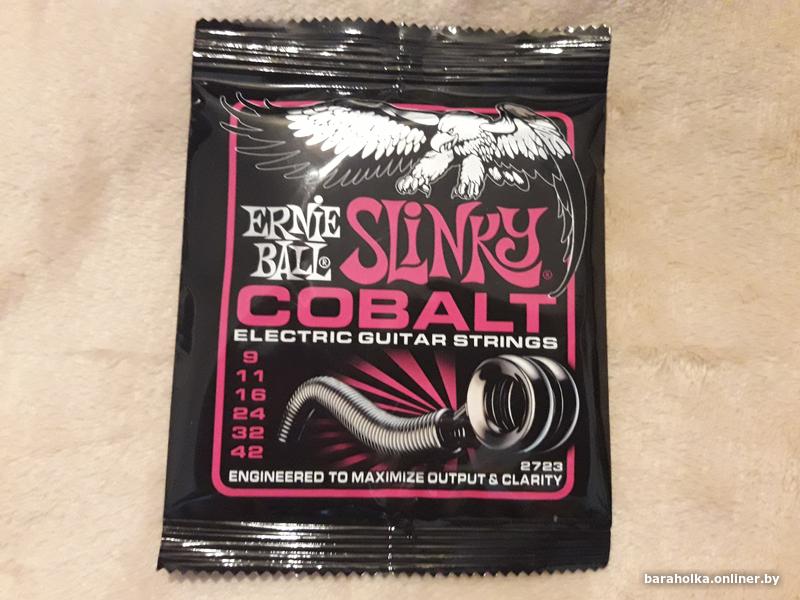 ERNiE BALL® SLiNKY®
COBALT
ELECTRIC GUITAR STRINGS
9
11
16
24
32
42
2723
ENGINEERED TO MAXIMIZE OUTPUT & CLARITY
baraholka.onliner.by